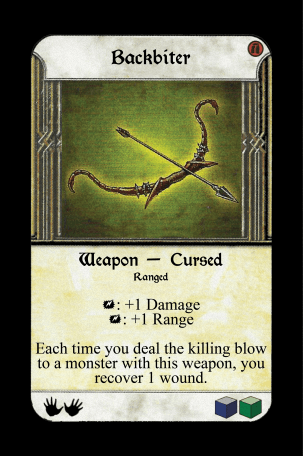 Backbiter
Weapon — Cursed
Ranged
: +1 Damage
: +1 Range
Each time you deal the killing blow
to a monster with this weapon, you
recover 1 wound.